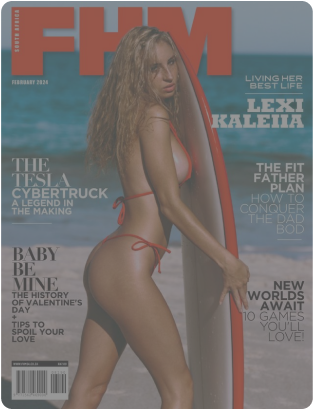 SOUTH AFRICA
FHM
FEBRUARY 2024
LIVING HER
BEST LIFE
LEXI
KALEIIA
THE
TESLA
CYBERTRUCK
A LEGEND IN
THE MAKING
THE FIT
FATHER
PLAN
HOW TO
CONQUER
THE DAD
BOD
BABY
BE
MINE
THE HISTORY
OF VALENTINE'S
DAY
+
TIPS TO
SPOIL YOUR
LOVE
NEW
WORLDS
AWAIT
10 GAMES
YOU'LL
LOVE!